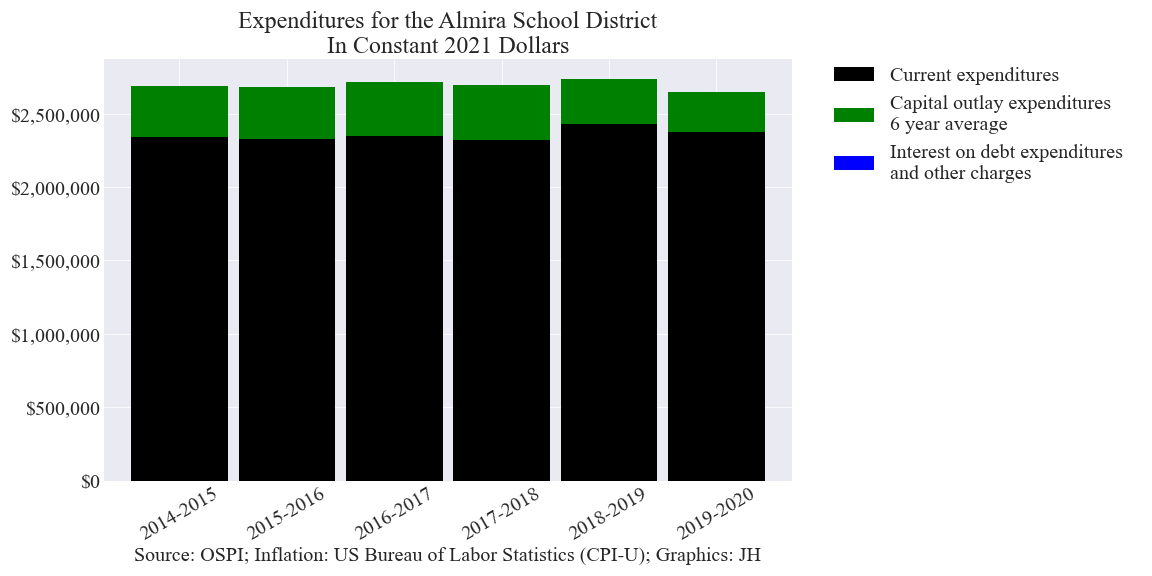 Expenditures for the Almira School District
In Constant 2021 Dollars
Current expenditures
Capital outlay expenditures
6 year average
Interest on debt expenditures
and other charges
$2,500,000
$2,000,000
$1,500,000
$1,000,000
$500,000
$0
2014-2015
2015-2016
2016-2017
2017-2018
2018-2019
2019-2020
Source: OSPI; Inflation: US Bureau of Labor Statistics (CPI-U); Graphics: JH